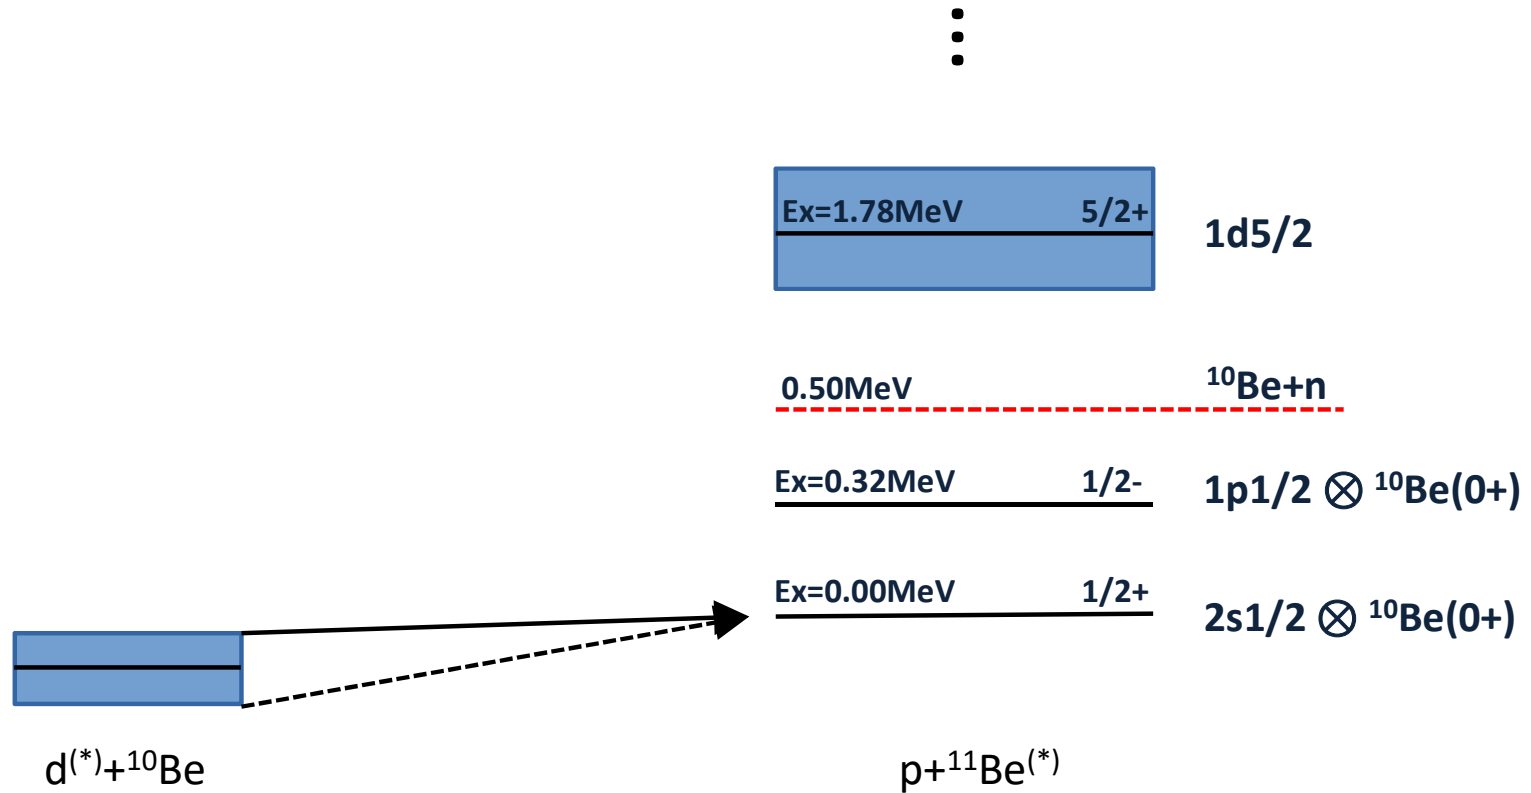 Ex=1.78MeV 5/2+ 1d5/2
0.50MeV ¹⁰Be+n
Ex=0.32MeV 1/2- 1p1/2 ⊗ ¹⁰Be(0+)
Ex=0.00MeV 1/2+ 2s1/2 ⊗ ¹⁰Be(0+)
d⁽*⁾+¹⁰Be p+¹¹Be⁽*⁾